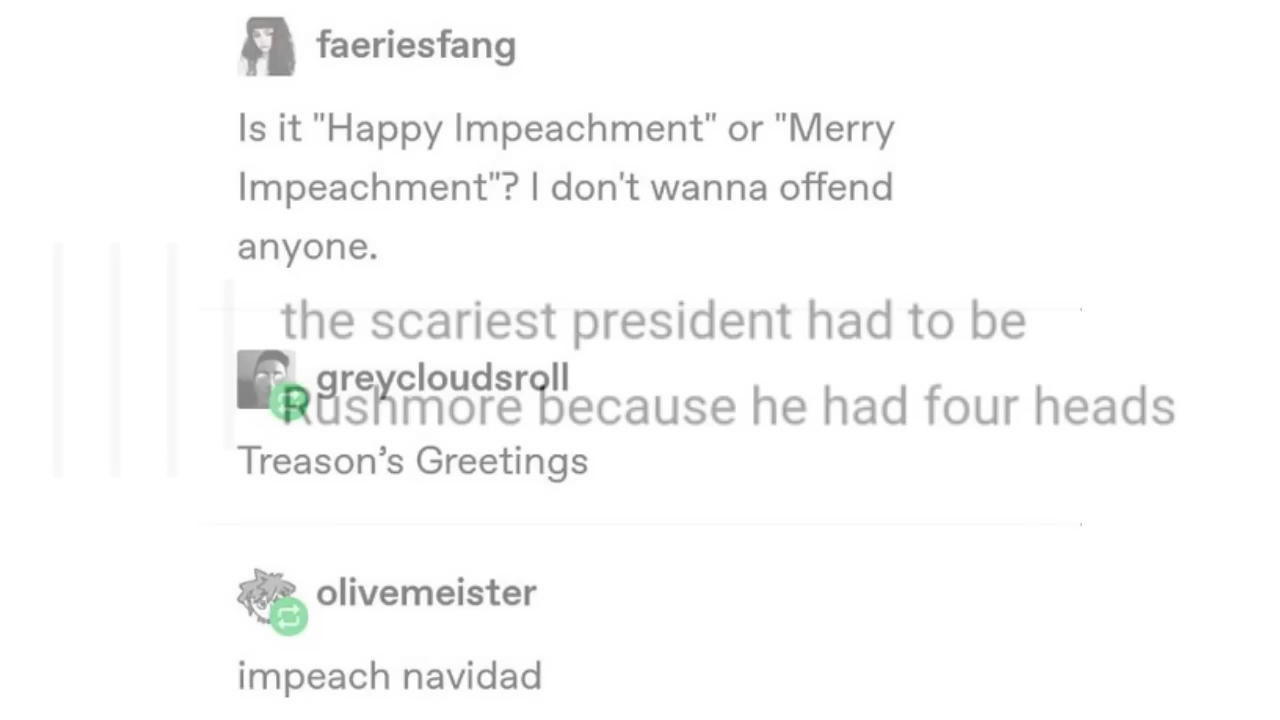 faeriesfang
Is it "Happy Impeachment" or "Merry
Impeachment"? I don't wanna offend
anyone.
the scariest president had to be
greycloudsroll
Rushmore because he had four heads
Treason’s Greetings
olivemeister
impeach navidad